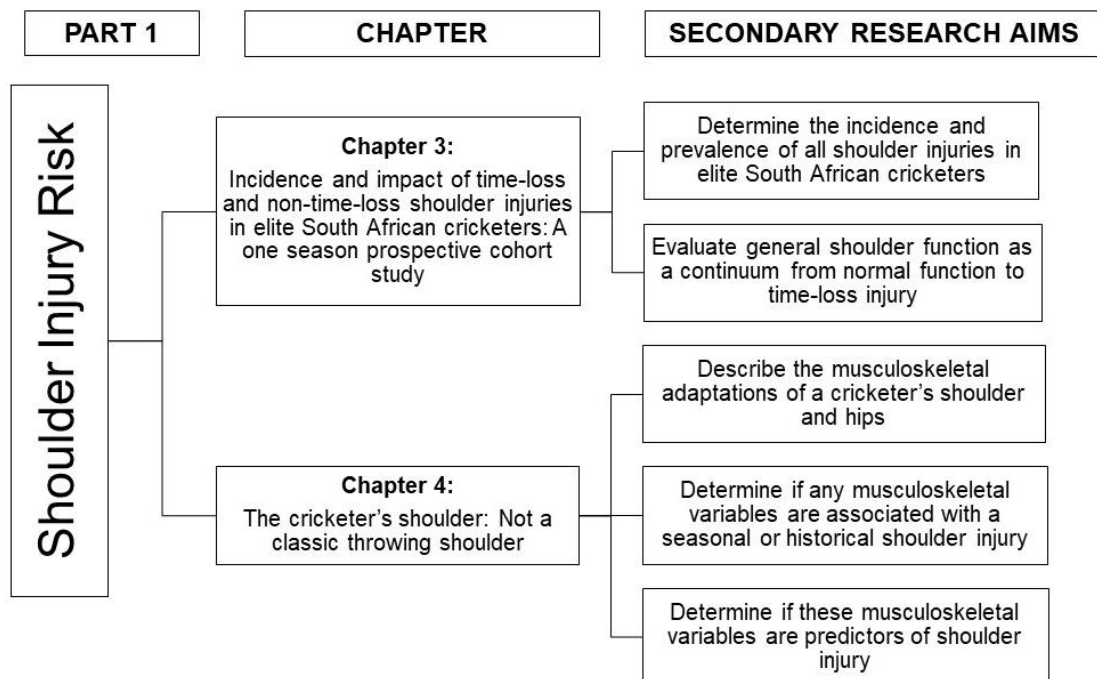 PART 1
CHAPTER
SECONDARY RESEARCH AIMS
Shoulder Injury Risk
Chapter 3:
Incidence and impact of time-loss
and non-time-loss shoulder injuries
in elite South African cricketers: A
one season prospective cohort
study
Determine the incidence and
prevalence of all shoulder injuries in
elite South African cricketers
Evaluate general shoulder function as
a continuum from normal function to
time-loss injury
Chapter 4:
The cricketer's shoulder: Not a
classic throwing shoulder
Describe the musculoskeletal
adaptations of a cricketer's shoulder
and hips
Determine if any musculoskeletal
variables are associated with a
seasonal or historical shoulder injury
Determine if these musculoskeletal
variables are predictors of shoulder
injury